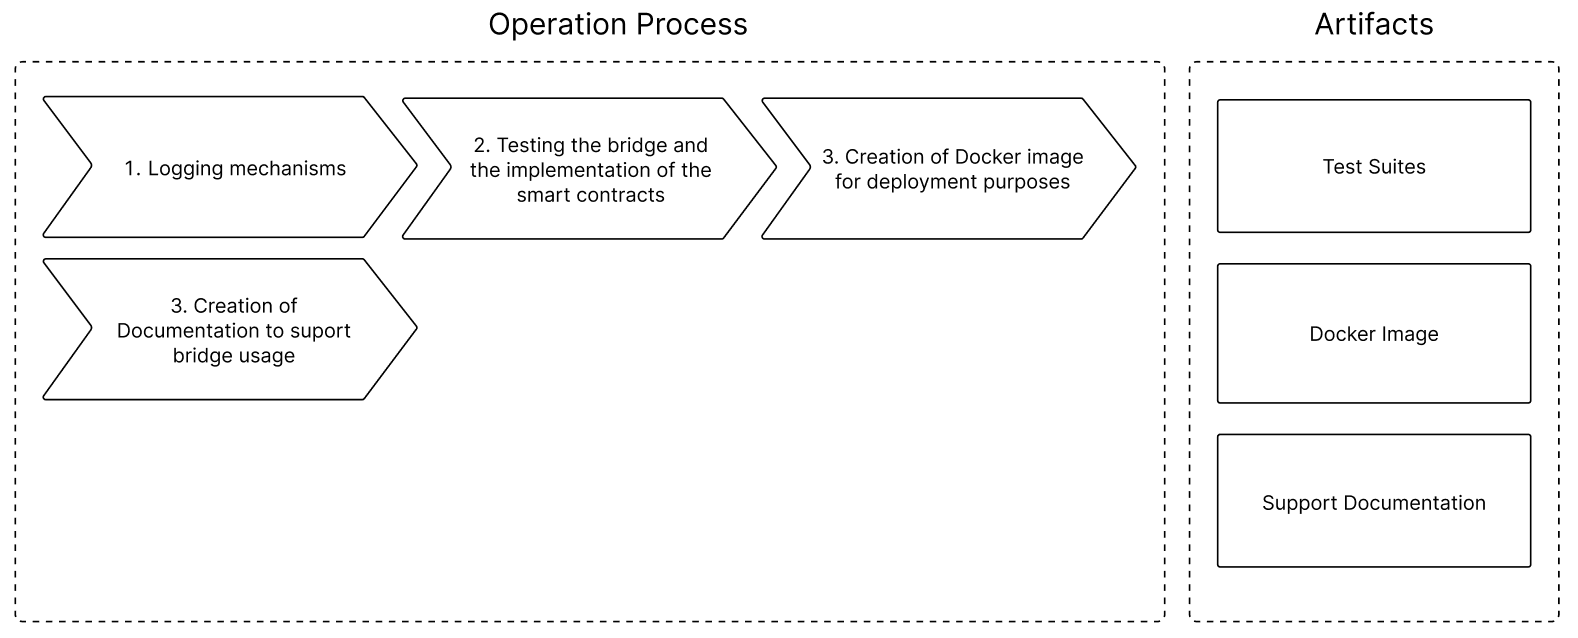 Operation Process
Artifacts
1. Logging mechanisms
2. Testing the bridge and
the implementation of the
smart contracts
3. Creation of Docker image
for deployment purposes
3. Creation of
Documentation to suport
bridge usage
Test Suites
Docker Image
Support Documentation